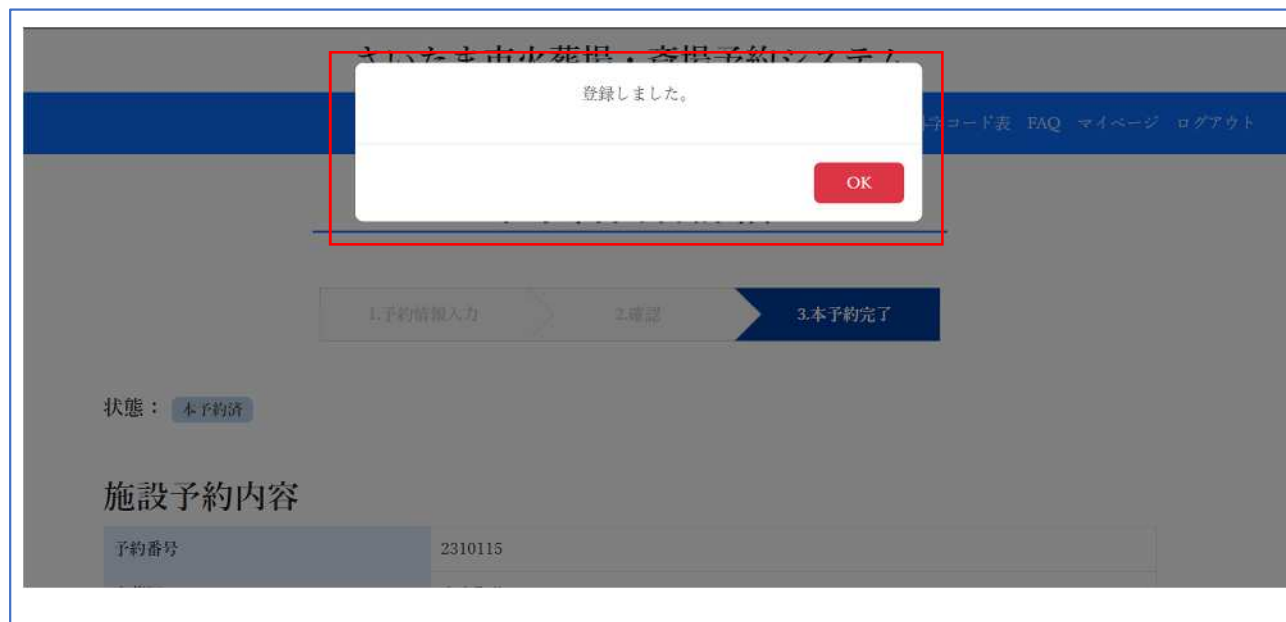 さいたま市火葬場・斎場予約システム
登録しました。
コード表 FAQ マイページ ログアウト
OK
1.予約情報入力 2.確認 3.本予約完了
状態： 本予約済
施設予約内容
予約番号 2310115